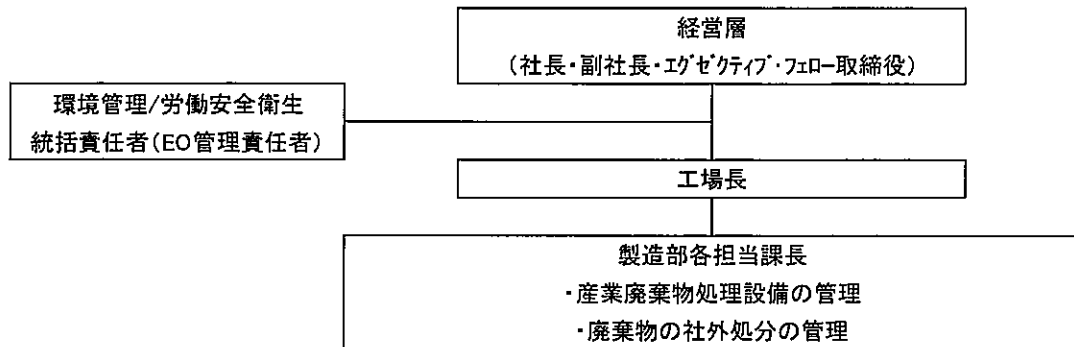 経営層
（社長・副社長・エグゼクティブ・フェロー取締役）
環境管理/労働安全衛生
統括責任者（EO管理責任者）
工場長
製造部各担当課長
・産業廃棄物処理設備の管理
・廃棄物の社外処分の管理